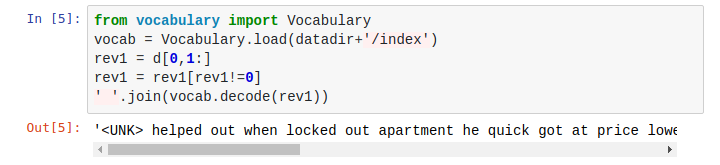 In [5]: from vocabulary import Vocabulary
vocab = Vocabulary.load(datadir+'/index')
rev1 = d[0,1:]
rev1 = rev1[rev1!=0]
' '.join(vocab.decode(rev1))
Out[5]: '<UNK> helped out when locked out apartment he quick got at price lowe